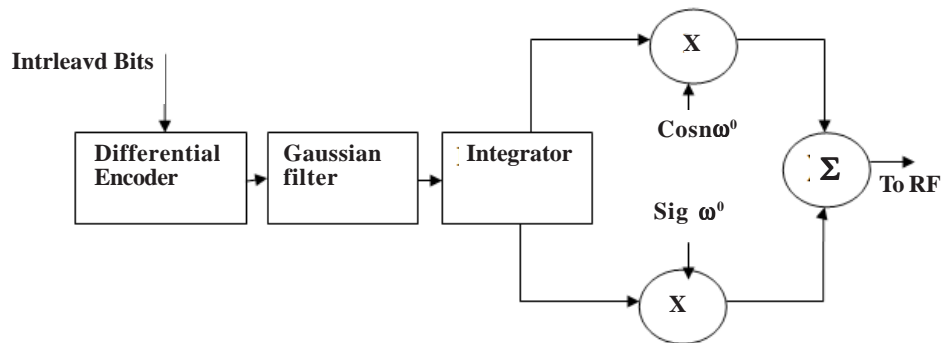 Intrleavd Bits
Differential
Encoder
Gaussian
filter
Integrator
X
Cosnω⁰
Sig ω⁰
X
Σ
To RF